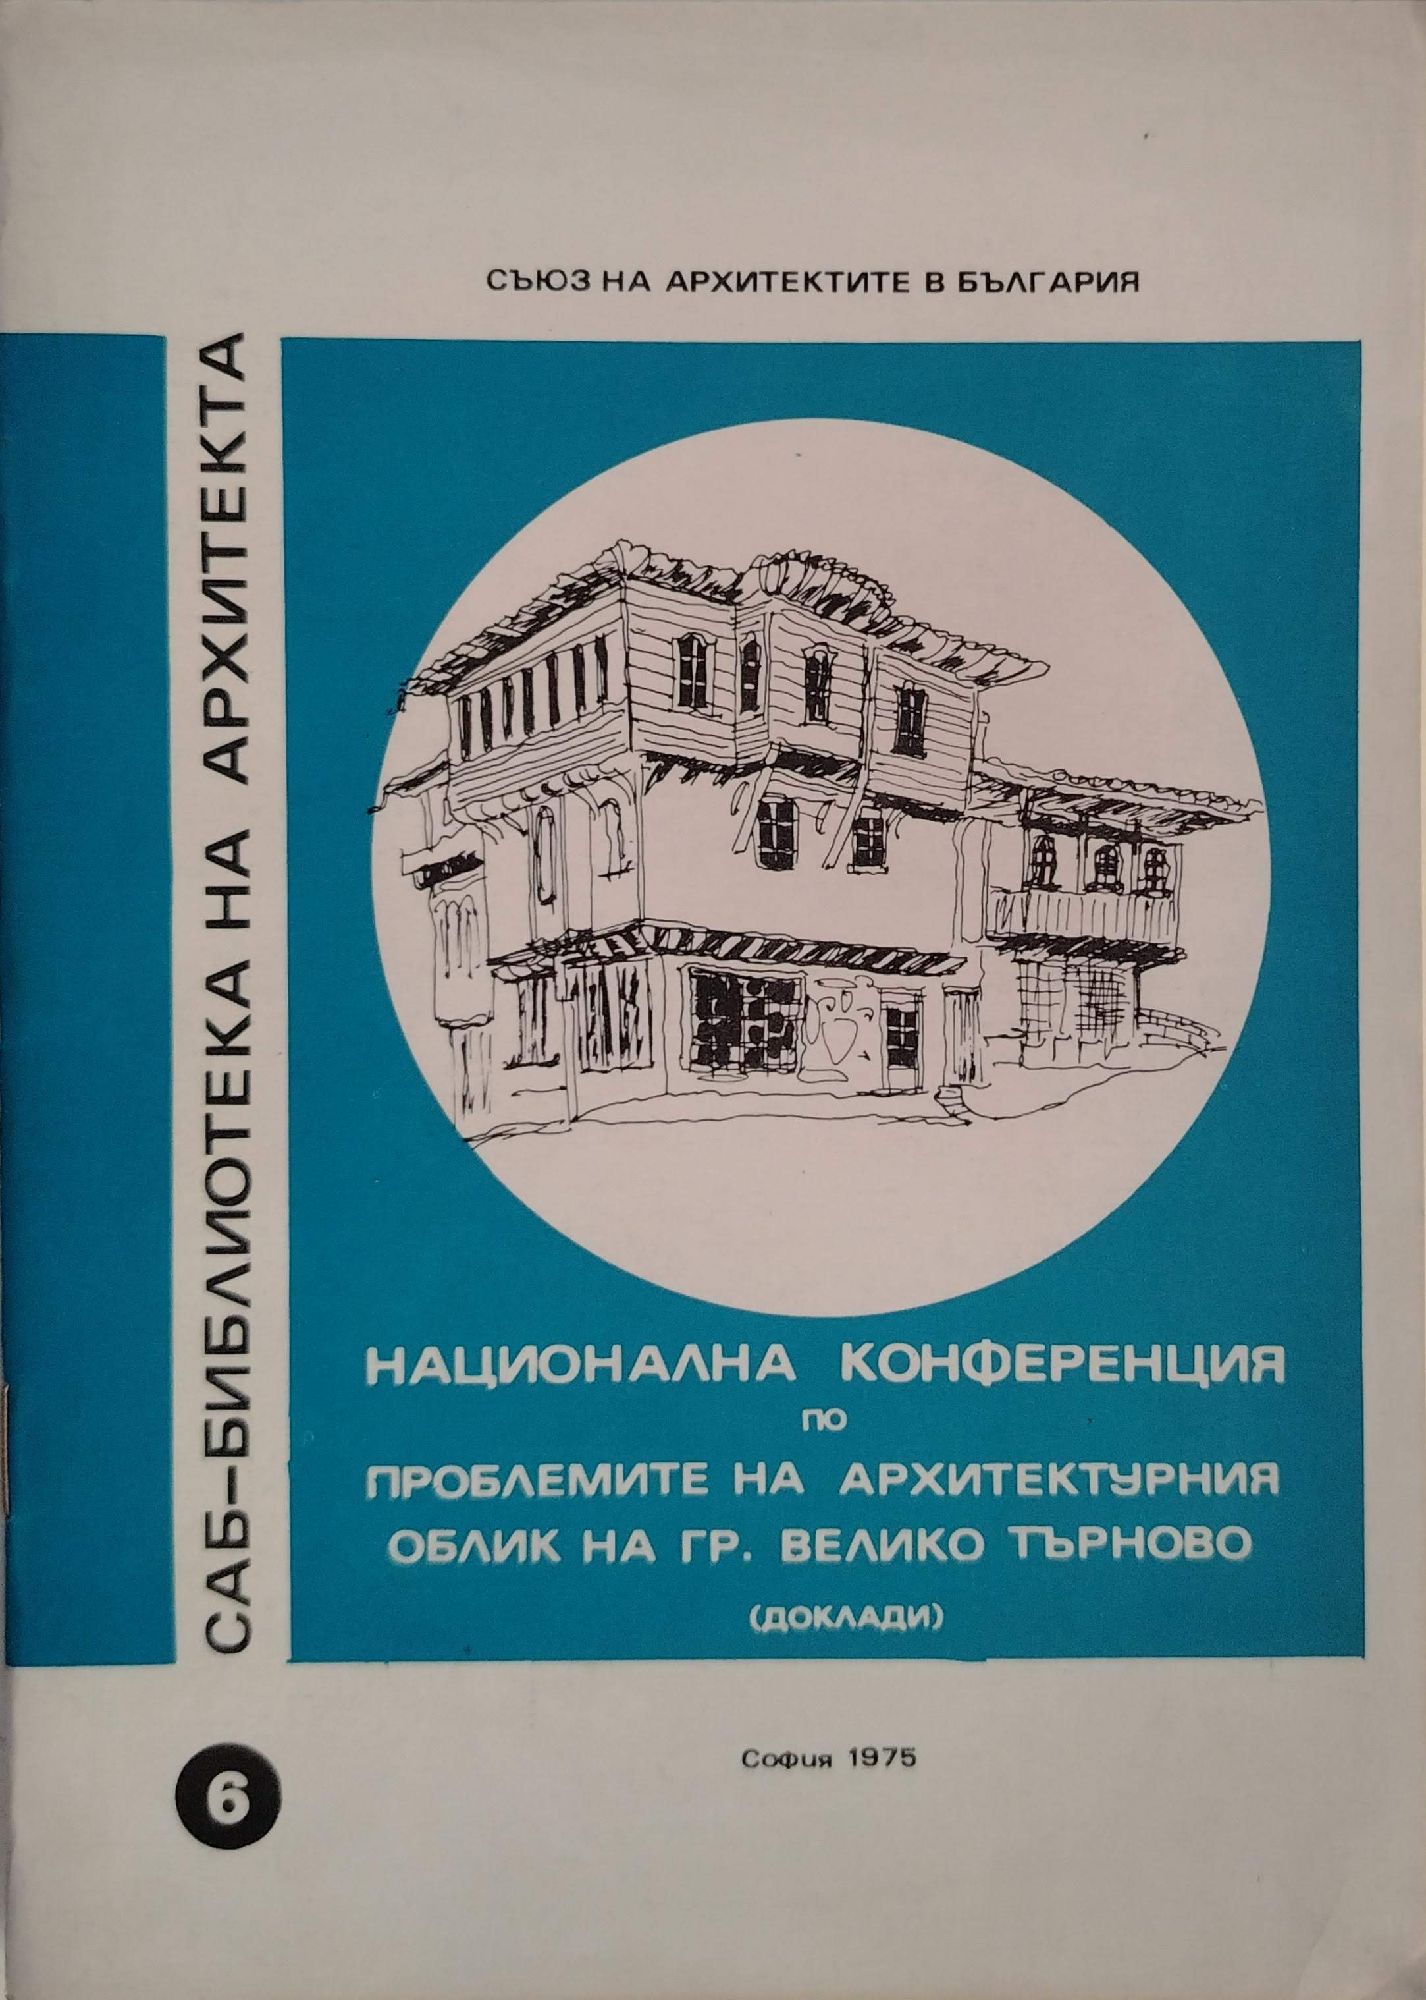 СЪЮЗ НА АРХИТЕКТИТЕ В БЪЛГАРИЯ
САБ-БИБЛИОТЕКА НА АРХИТЕКТА
НАЦИОНАЛНА КОНФЕРЕНЦИЯ
ПО
ПРОБЛЕМИТЕ НА АРХИТЕКТУРНИЯ
ОБЛИК НА ГР. ВЕЛИКО ТЪРНОВО
(ДОКЛАДИ)
София 1975
6